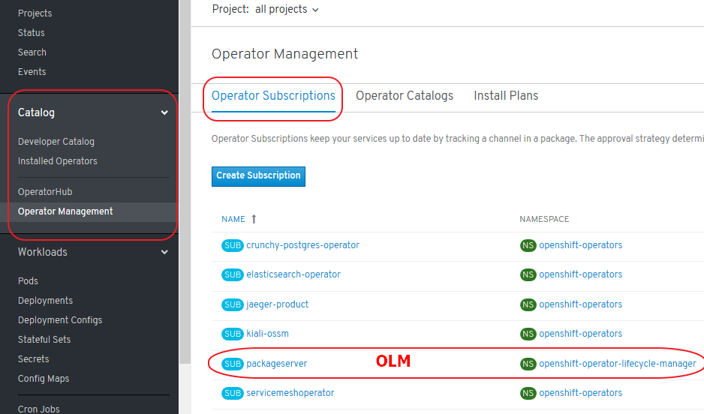 Projects
Status
Search
Events
Catalog
Developer Catalog
Installed Operators
OperatorHub
Operator Management
Workloads
Pods
Deployments
Deployment Configs
Stateful Sets
Secrets
Config Maps
Cron Jobs
Project: all projects
Operator Management
Operator Subscriptions Operator Catalogs Install Plans
Operator Subscriptions keep your services up to date by tracking a channel in a package. The approval strategy determi
Create Subscription
NAME ↑ NAMESPACE
SUB crunchy-postgres-operator NS openshift-operators
SUB elasticsearch-operator NS openshift-operators
SUB jaeger-product NS openshift-operators
SUB kiali-ossm NS openshift-operators
SUB packageserver OLM NS openshift-operator-lifecycle-manager
SUB servicemeshoperator NS openshift-operators